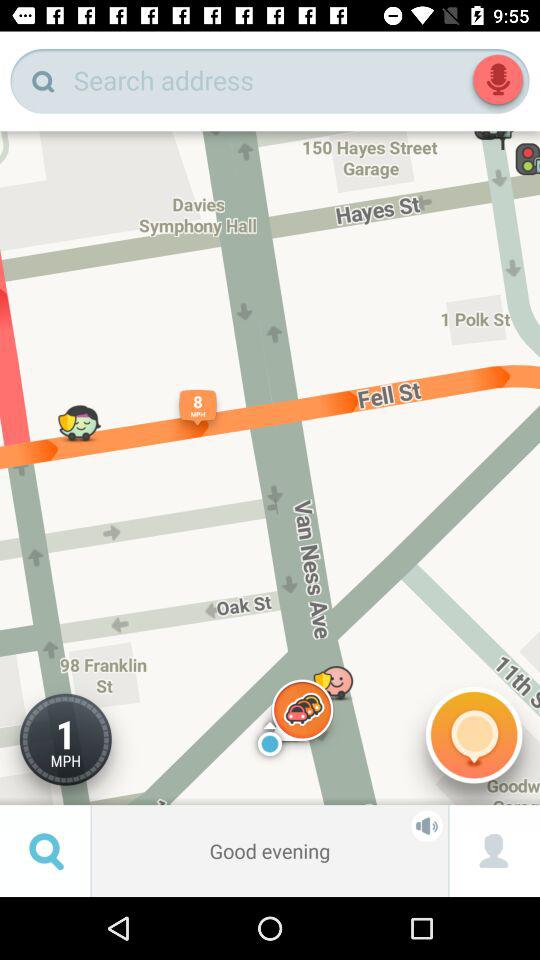 9:55
Search address
150 Hayes Street
Garage
Davies
Symphony Hall
Hayes St
1 Polk St
8
MPH
Fell St
Van Ness Ave
Oak St
98 Franklin
St
11th S
1
MPH
Goodw
Good evening